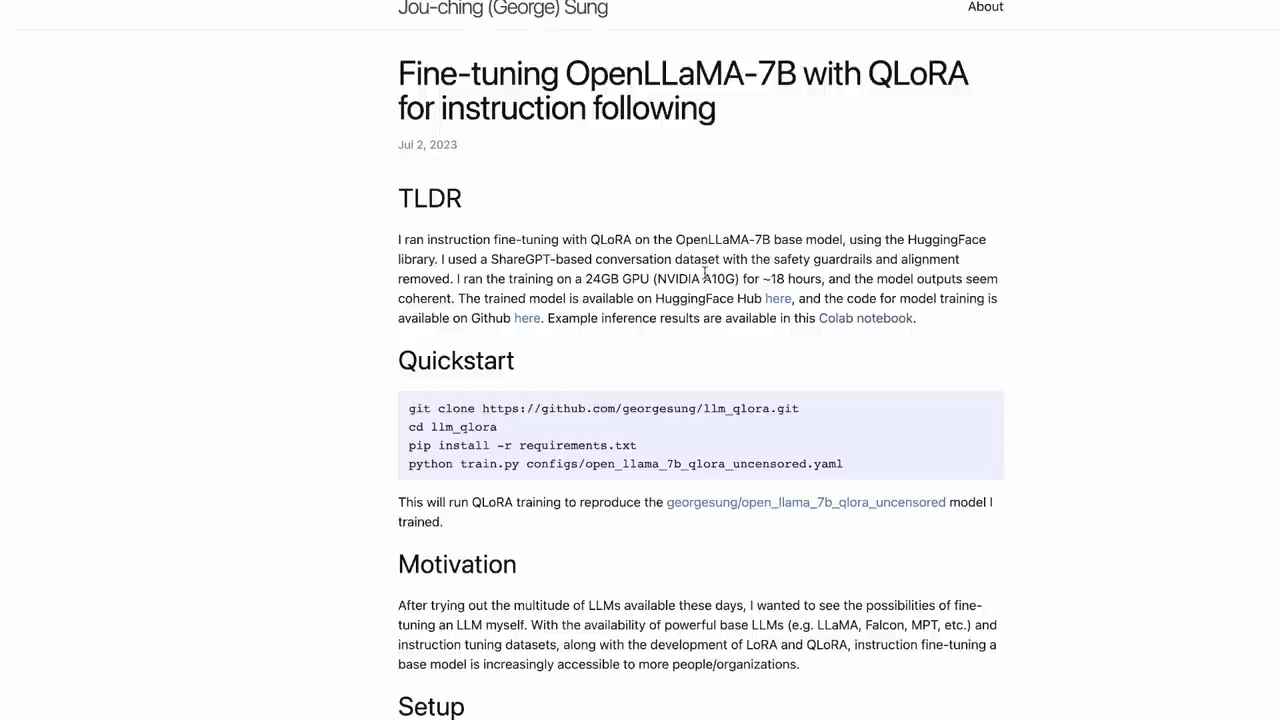 Jou-ching (George) Sung
About
Fine-tuning OpenLLaMA-7B with QLoRA
for instruction following
Jul 2, 2023
TLDR
I ran instruction fine-tuning with QLoRA on the OpenLLaMA-7B base model, using the HuggingFace
library. I used a ShareGPT-based conversation dataset with the safety guardrails and alignment
removed. I ran the training on a 24GB GPU (NVIDIA A10G) for ~18 hours, and the model outputs seem
coherent. The trained model is available on HuggingFace Hub here, and the code for model training is
available on Github here. Example inference results are available in this Colab notebook.
Quickstart
git clone https://github.com/georgesung/llm_qlora.git
cd llm_qlora
pip install -r requirements.txt
python train.py configs/open_llama_7b_qlora_uncensored.yaml
This will run QLoRA training to reproduce the georgesung/open_llama_7b_qlora_uncensored model I
trained.
Motivation
After trying out the multitude of LLMs available these days, I wanted to see the possibilities of fine-
tuning an LLM myself. With the availability of powerful base LLMs (e.g. LLaMA, Falcon, MPT, etc.) and
instruction tuning datasets, along with the development of LoRA and QLoRA, instruction fine-tuning a
base model is increasingly accessible to more people/organizations.
Setup